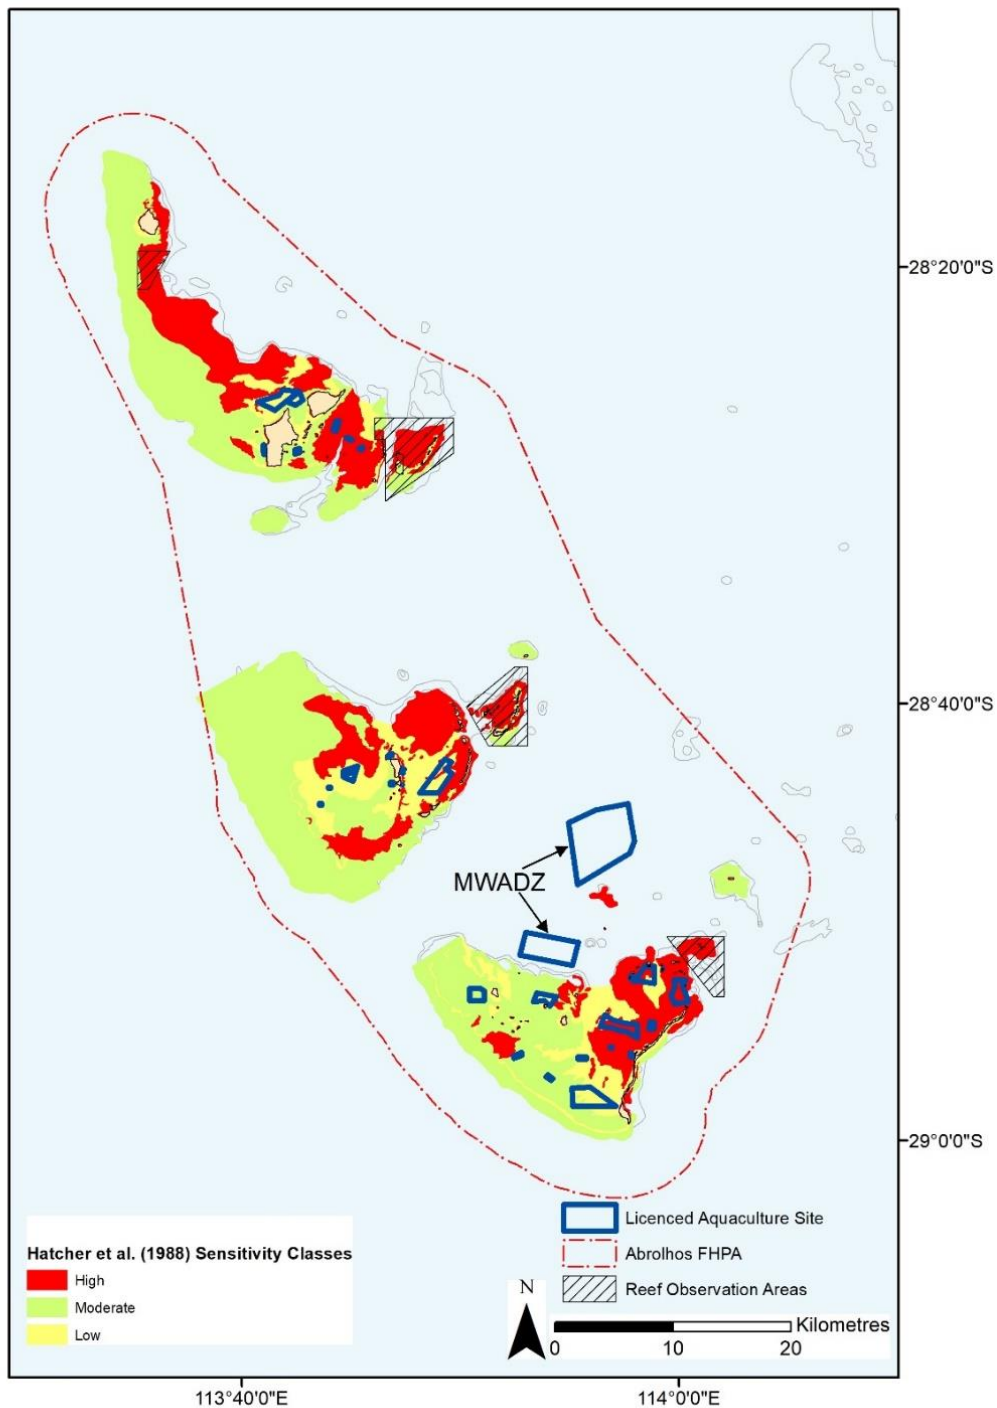 28°20'0"S
28°40'0"S
MWADZ
29°0'0"S
Hatcher et al. (1988) Sensitivity Classes
High
Moderate
Low
Licenced Aquaculture Site
Abrolhos FHPA
Reef Observation Areas
N
Kilometres
0 10 20
113°40'0"E 114°0'0"E